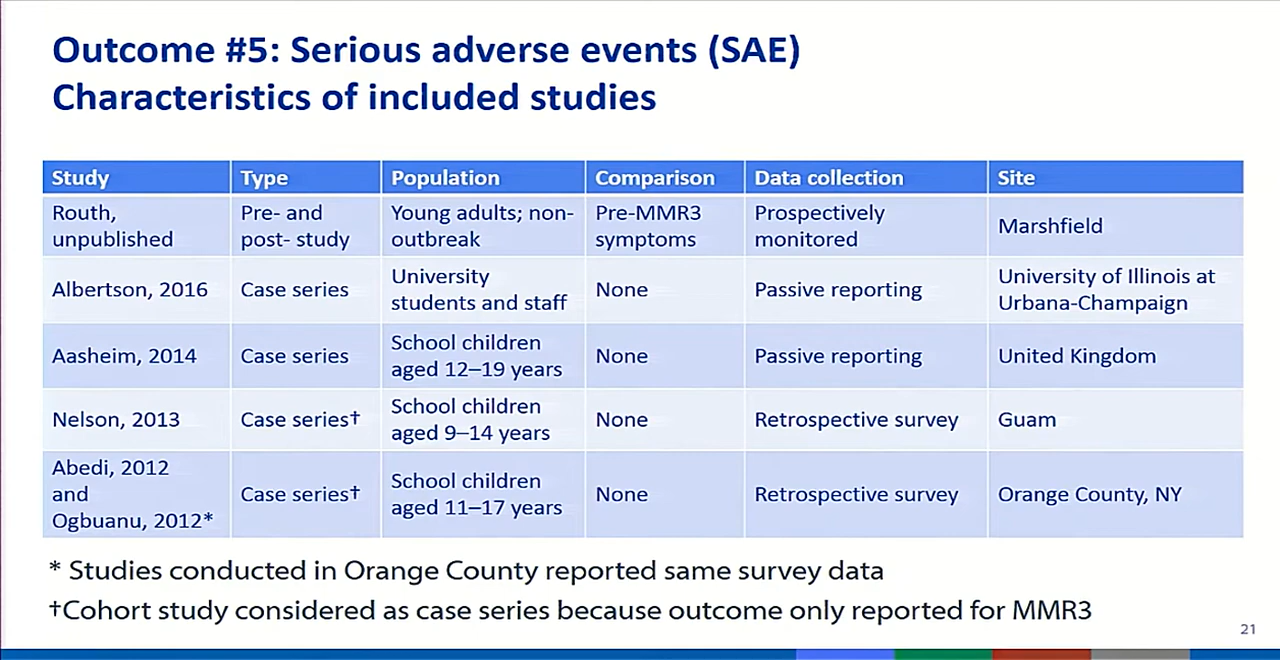 Outcome #5: Serious adverse events (SAE)
Characteristics of included studies
Study Type Population Comparison Data collection Site
Routh, unpublished Pre- and post- study Young adults; non-outbreak Pre-MMR3 symptoms Prospectively monitored Marshfield
Albertson, 2016 Case series University students and staff None Passive reporting University of Illinois at Urbana-Champaign
Aasheim, 2014 Case series School children aged 12–19 years None Passive reporting United Kingdom
Nelson, 2013 Case series† School children aged 9–14 years None Retrospective survey Guam
Abedi, 2012 and Ogbuanu, 2012* Case series† School children aged 11–17 years None Retrospective survey Orange County, NY
* Studies conducted in Orange County reported same survey data
†Cohort study considered as case series because outcome only reported for MMR3
21